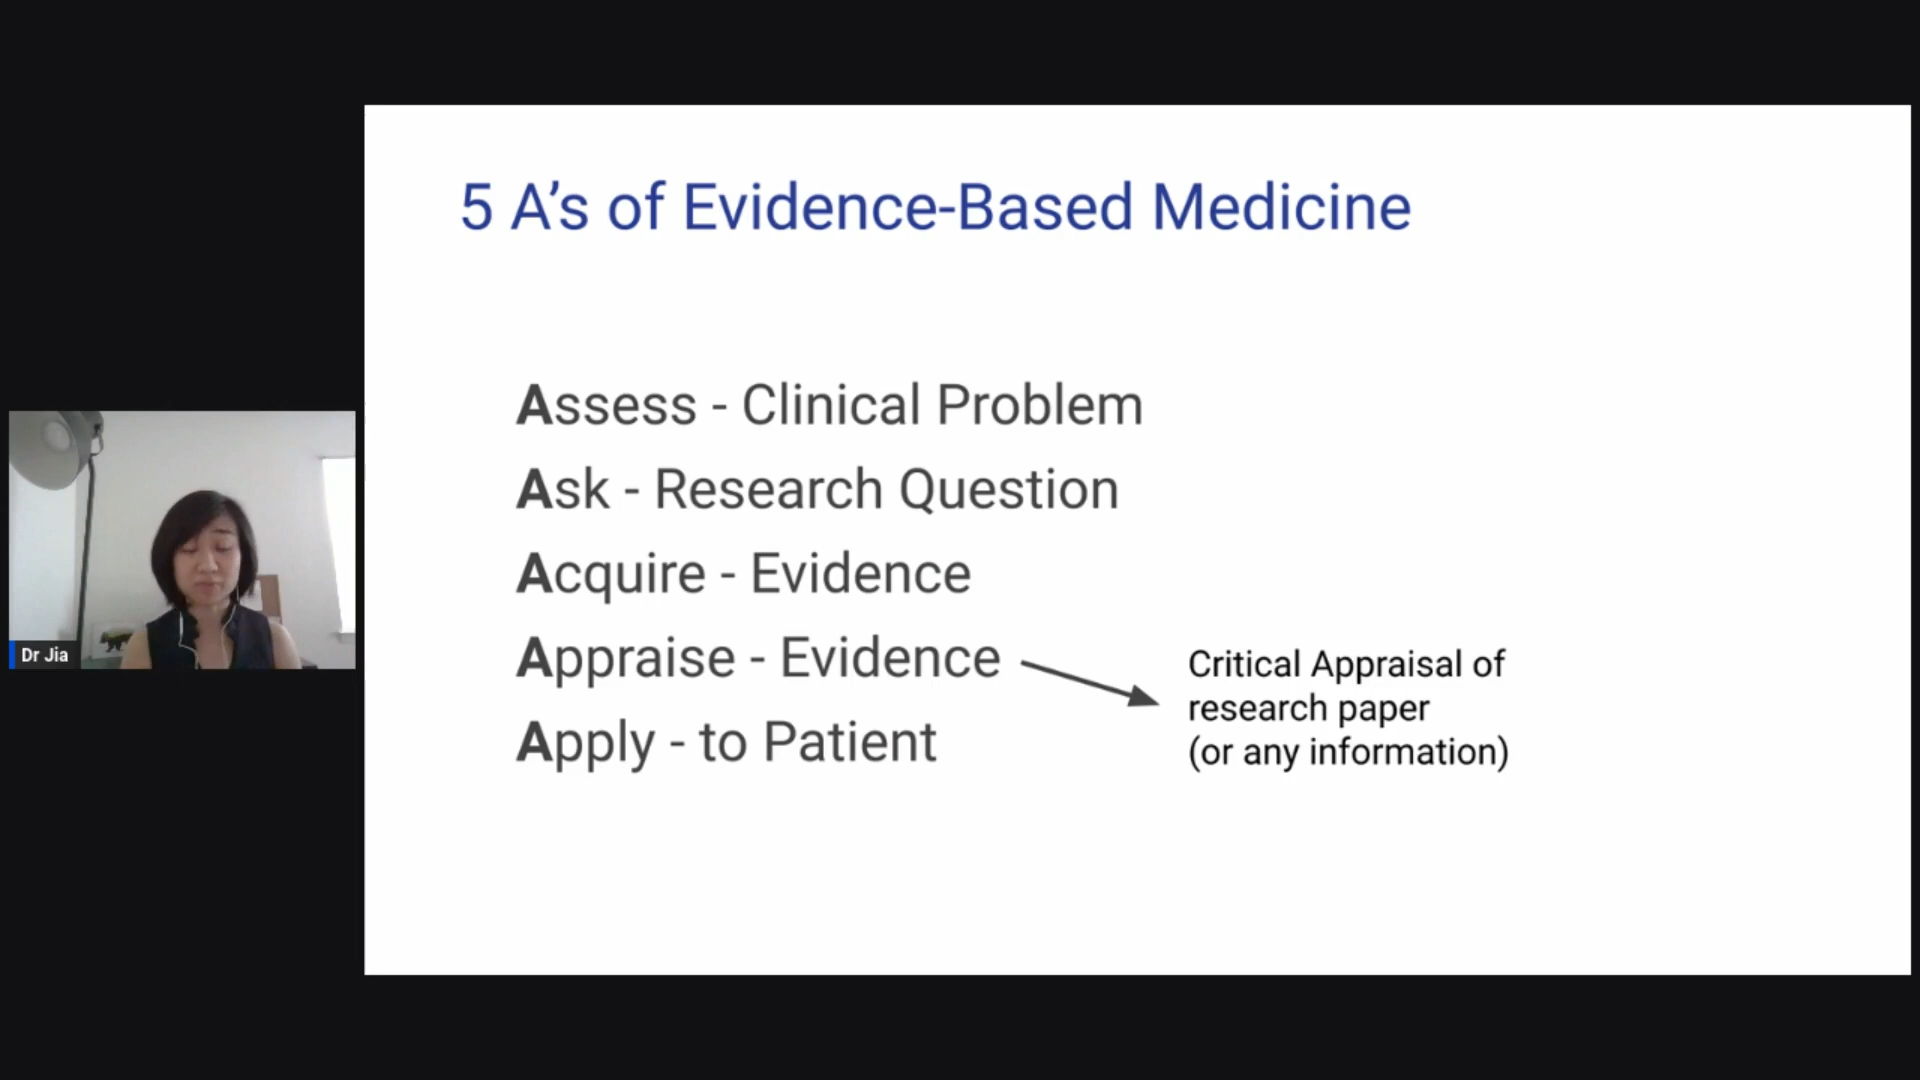 5 A’s of Evidence-Based Medicine
Assess - Clinical Problem
Ask - Research Question
Acquire - Evidence
Appraise - Evidence
Apply - to Patient
Critical Appraisal of
research paper
(or any information)
Dr Jia